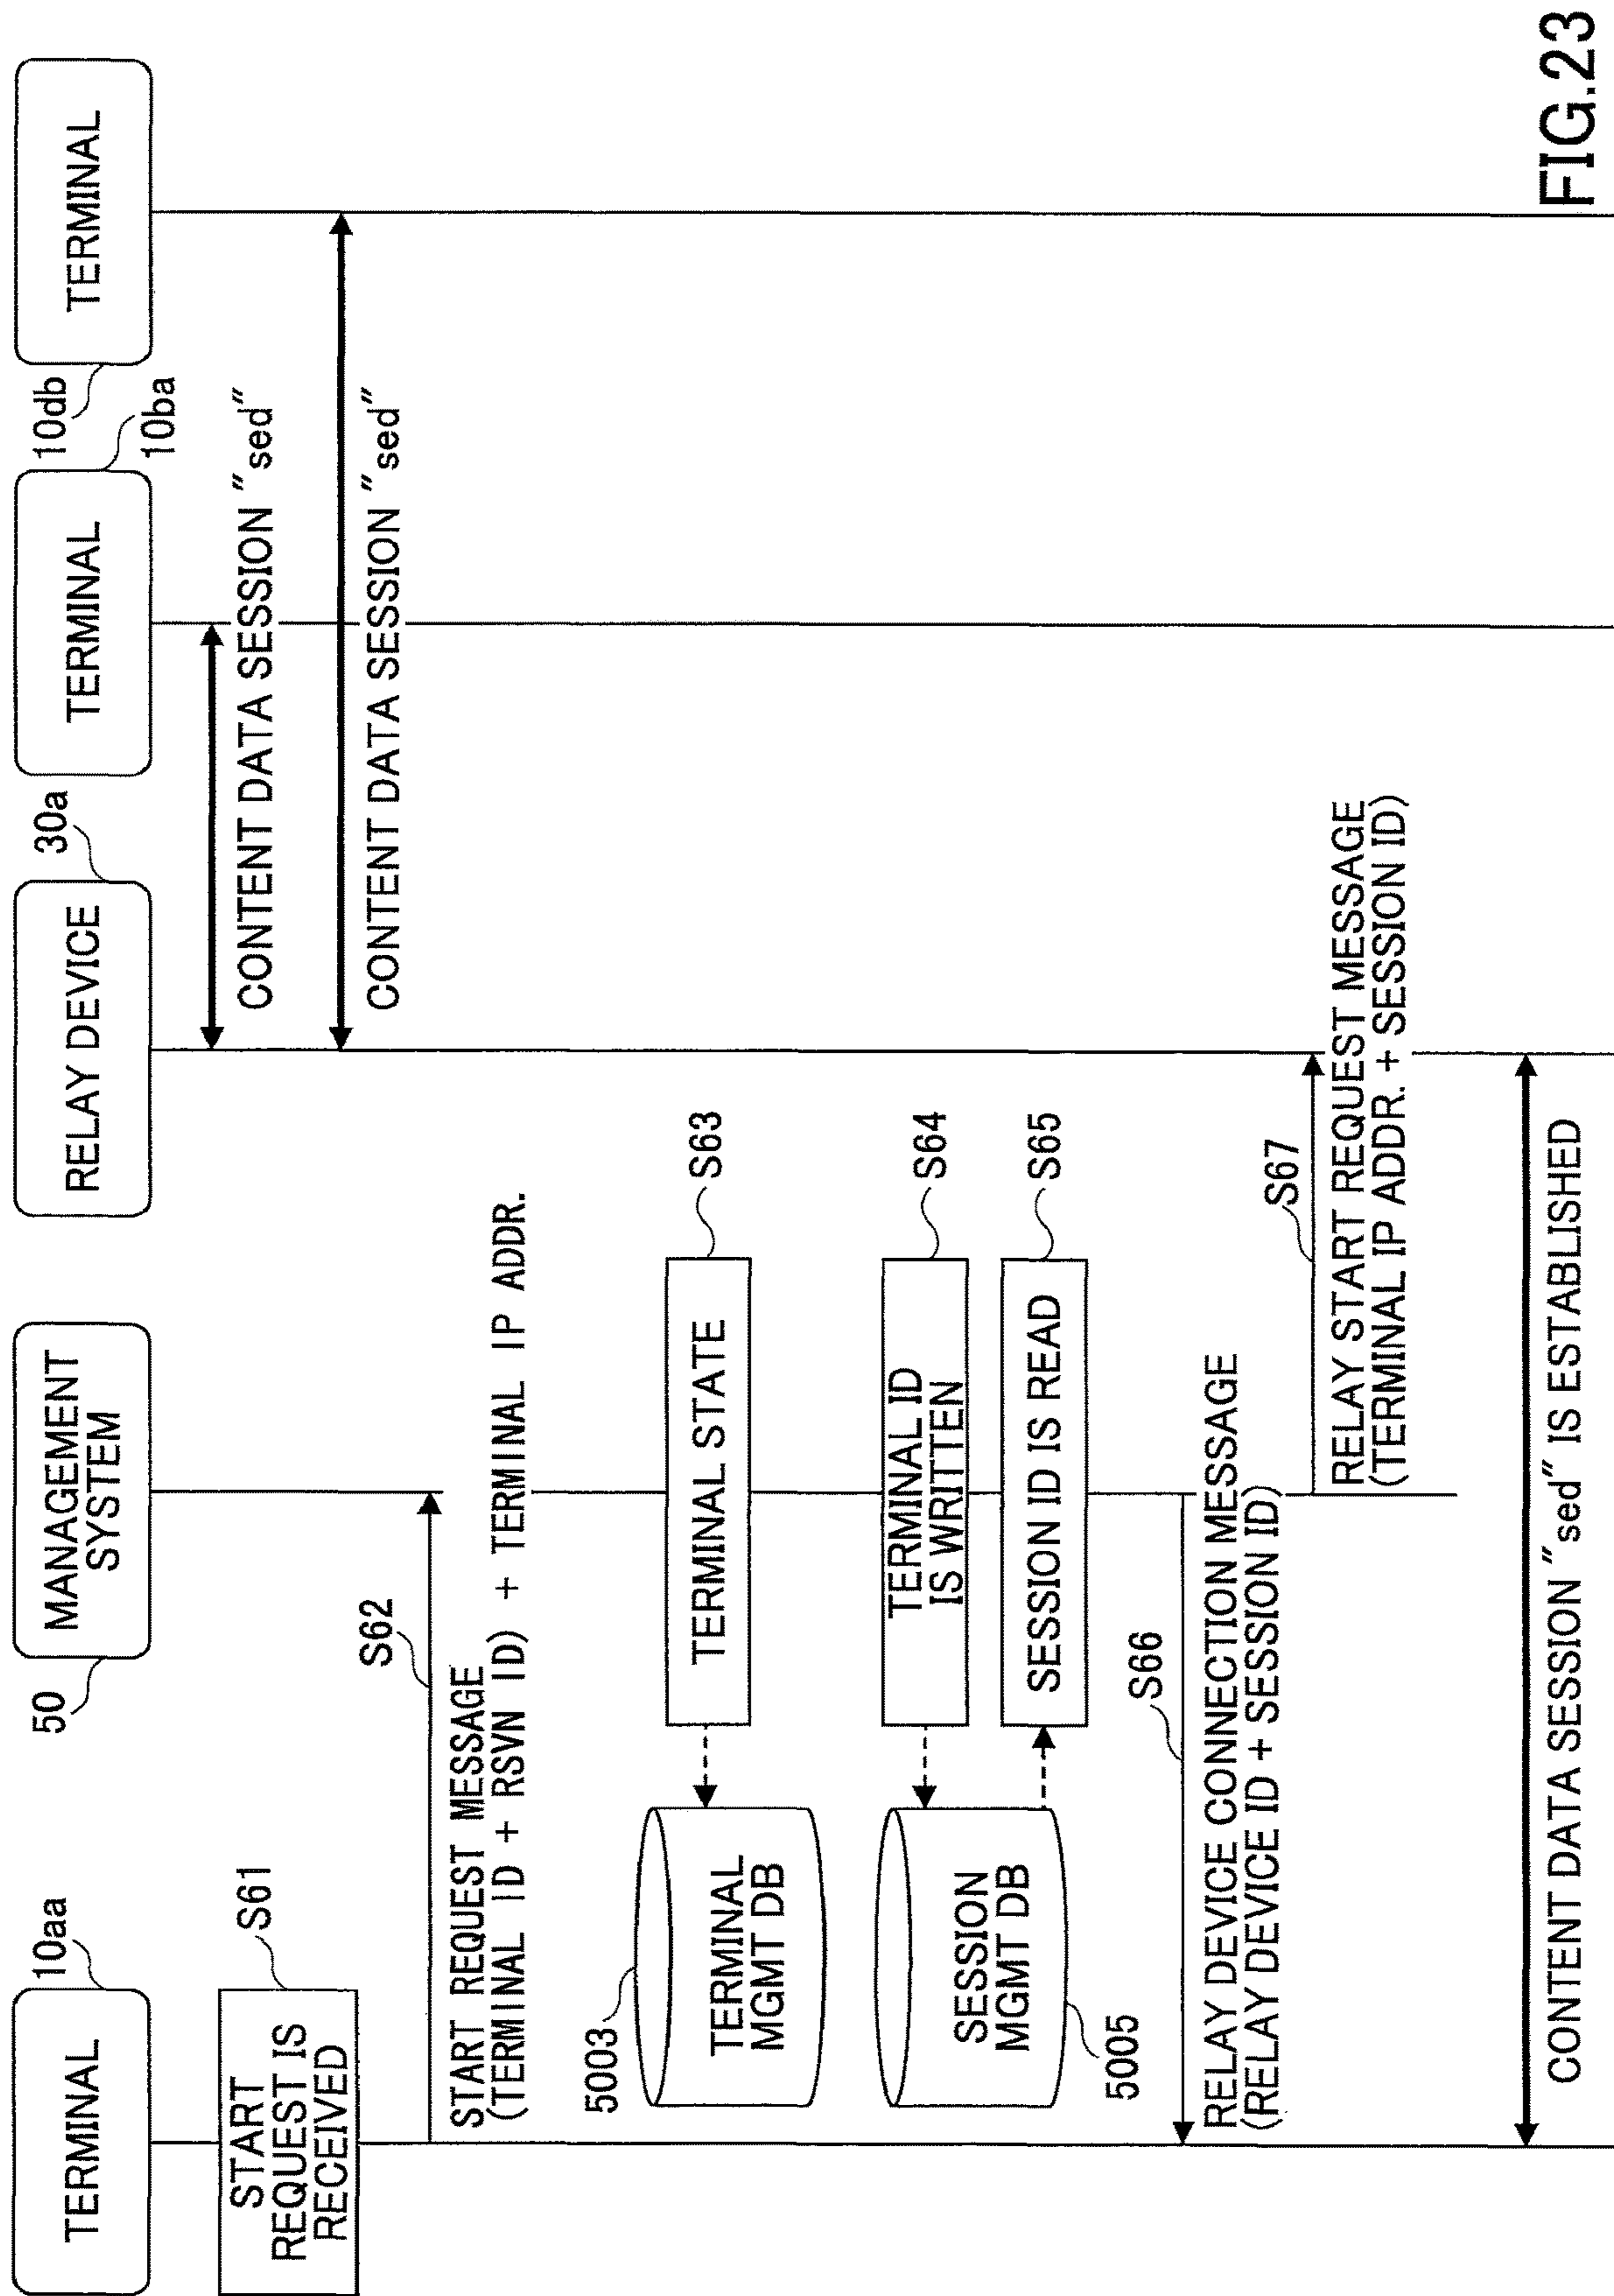 TERMINAL
10aa
50
MANAGEMENT
SYSTEM
RELAY DEVICE
30a
TERMINAL
10ba
10db
TERMINAL
START
REQUEST IS
RECEIVED
S61
CONTENT DATA SESSION "sed"
CONTENT DATA SESSION "sed"
S62
START REQUEST MESSAGE
(TERMINAL ID + RSVN ID) + TERMINAL IP ADDR.
5003
TERMINAL
MGMT DB
TERMINAL STATE
S63
SESSION
MGMT DB
5005
TERMINAL ID
IS WRITTEN
S64
SESSION ID IS READ
S65
S66
RELAY DEVICE CONNECTION MESSAGE
(RELAY DEVICE ID + SESSION ID)
S67
RELAY START REQUEST MESSAGE
(TERMINAL IP ADDR. + SESSION ID)
CONTENT DATA SESSION "sed" IS ESTABLISHED
FIG.23